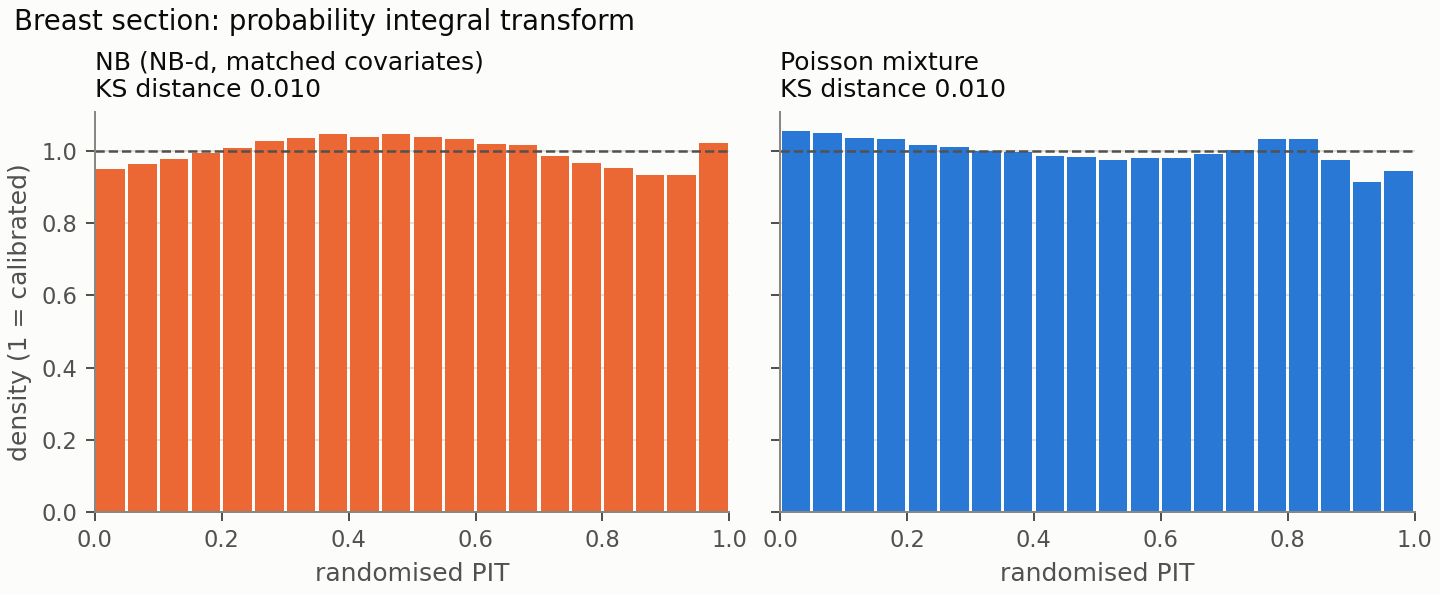 Breast section: probability integral transform
NB (NB-d, matched covariates)
KS distance 0.010
Poisson mixture
KS distance 0.010
density (1 = calibrated)
1.0
0.8
0.6
0.4
0.2
0.0
0.0 0.2 0.4 0.6 0.8 1.0
randomised PIT
0.0 0.2 0.4 0.6 0.8 1.0
randomised PIT